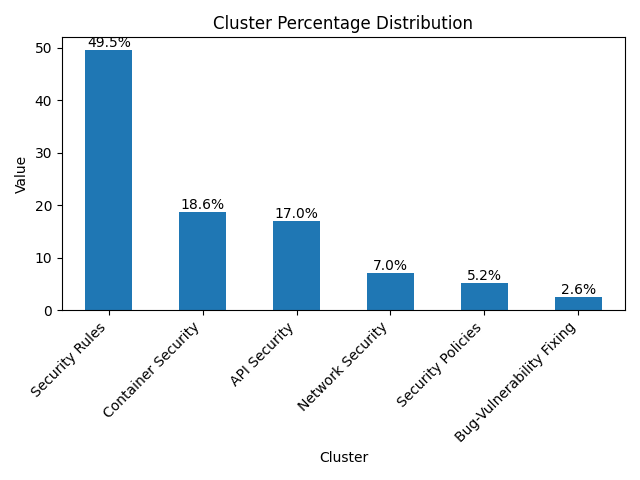 Cluster Percentage Distribution
Value
50
40
30
20
10
0
49.5%
18.6%
17.0%
7.0%
5.2%
2.6%
Security Rules
Container Security
API Security
Network Security
Security Policies
Bug-Vulnerability Fixing
Cluster